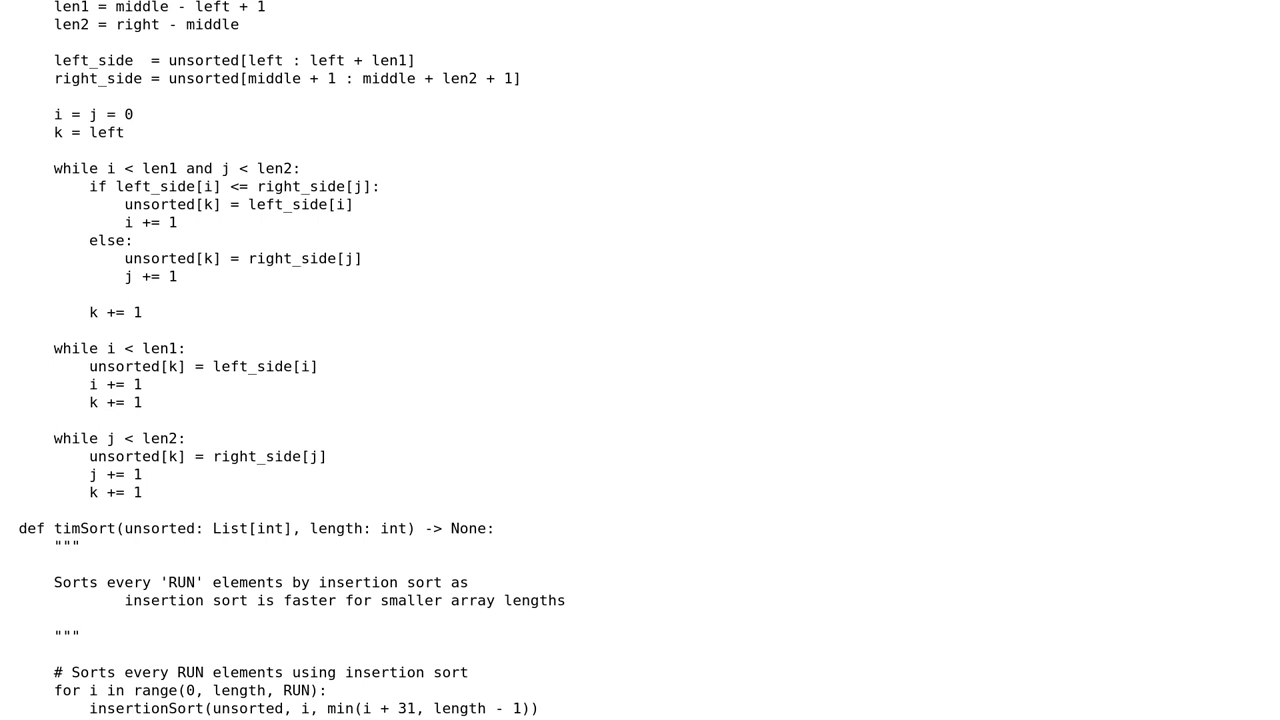 len1 = middle - left + 1
    len2 = right - middle

    left_side  = unsorted[left : left + len1]
    right_side = unsorted[middle + 1 : middle + len2 + 1]

    i = j = 0
    k = left

    while i < len1 and j < len2:
        if left_side[i] <= right_side[j]:
            unsorted[k] = left_side[i]
            i += 1
        else:
            unsorted[k] = right_side[j]
            j += 1

        k += 1

    while i < len1:
        unsorted[k] = left_side[i]
        i += 1
        k += 1

    while j < len2:
        unsorted[k] = right_side[j]
        j += 1
        k += 1

def timSort(unsorted: List[int], length: int) -> None:
    """

    Sorts every 'RUN' elements by insertion sort as
            insertion sort is faster for smaller array lengths

    """

    # Sorts every RUN elements using insertion sort
    for i in range(0, length, RUN):
        insertionSort(unsorted, i, min(i + 31, length - 1))